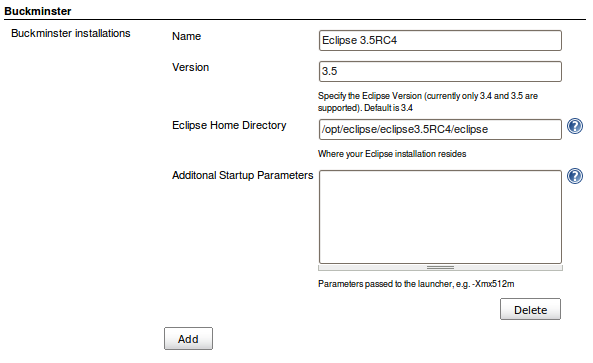 Buckminster
Buckminster installations
Name
Eclipse 3.5RC4
Version
3.5
Specify the Eclipse Version (currently only 3.4 and 3.5 are
supported). Default is 3.4
Eclipse Home Directory
/opt/eclipse/eclipse3.5RC4/eclipse
?
Where your Eclipse installation resides
Additonal Startup Parameters
?
Parameters passed to the launcher, e.g. -Xmx512m
Delete
Add